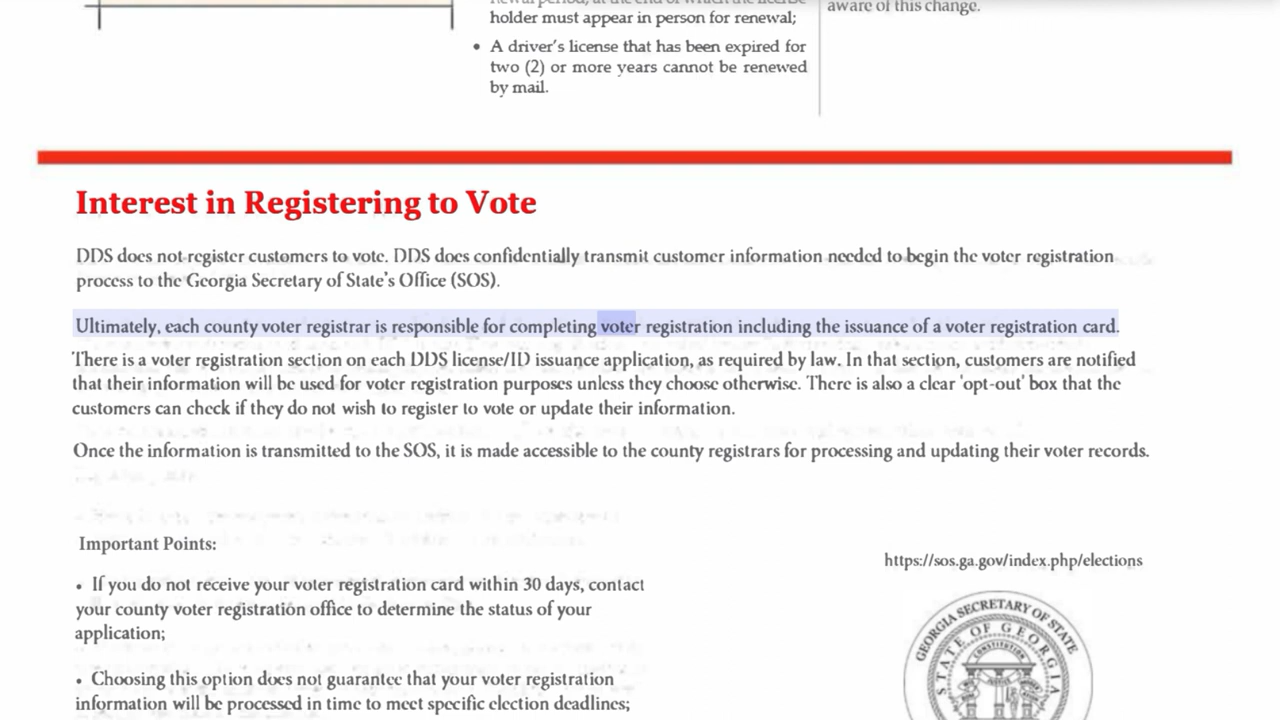 holder must appear in person for renewal;
• A driver's license that has been expired for
two (2) or more years cannot be renewed
by mail.
aware of this change.
Interest in Registering to Vote
DDS does not register customers to vote. DDS does confidentially transmit customer information needed to begin the voter registration
process to the Georgia Secretary of State's Office (SOS).
Ultimately, each county voter registrar is responsible for completing voter registration including the issuance of a voter registration card.
There is a voter registration section on each DDS license/ID issuance application, as required by law. In that section, customers are notified
that their information will be used for voter registration purposes unless they choose otherwise. There is also a clear 'opt-out' box that the
customers can check if they do not wish to register to vote or update their information.
Once the information is transmitted to the SOS, it is made accessible to the county registrars for processing and updating their voter records.
Important Points:
• If you do not receive your voter registration card within 30 days, contact
your county voter registration office to determine the status of your
application;
• Choosing this option does not guarantee that your voter registration
information will be processed in time to meet specific election deadlines;
https://sos.ga.gov/index.php/elections
GEORGIA SECRETARY OF STATE
STATE OF GEORGIA
CONSTITUTION